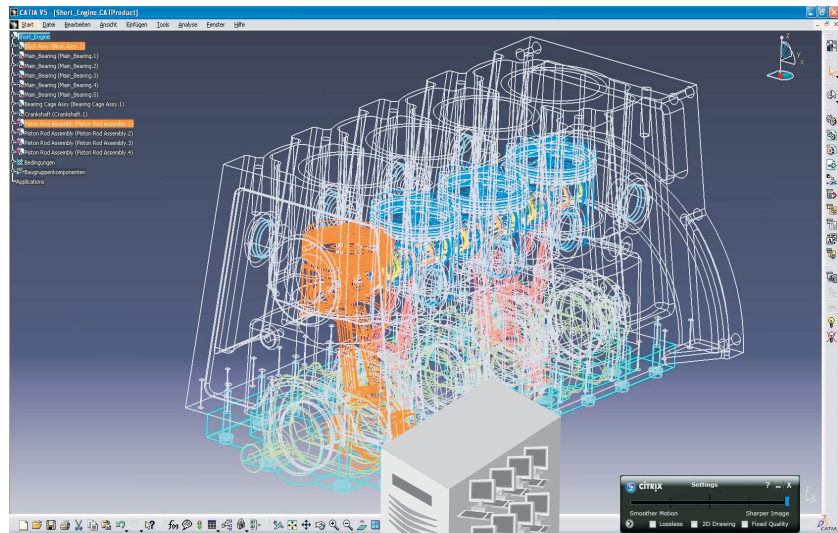 CATIA V5 - [Short_Engine.CATProduct]
Start Datei Bearbeiten Ansicht Einfügen Tools Analyse Fenster Hilfe
Short_Engine
Block Assy (Block Assy.1)
Main_Bearing (Main_Bearing.1)
Main_Bearing (Main_Bearing.2)
Main_Bearing (Main_Bearing.3)
Main_Bearing (Main_Bearing.4)
Main_Bearing (Main_Bearing.5)
Bearing Cage Assy (Bearing Cage Assy.1)
Crankshaft (Crankshaft.1)
Piston Rod Assembly (Piston Rod Assembly.1)
Piston Rod Assembly (Piston Rod Assembly.2)
Piston Rod Assembly (Piston Rod Assembly.3)
Piston Rod Assembly (Piston Rod Assembly.4)
Bedingungen
Baugruppenkomponenten
Applications
z
y
x
CITRIX Settings ? _ X
Smoother Motion Sharper Image
Lossless 2D Drawing Fixed Quality
f(x)
CATIA